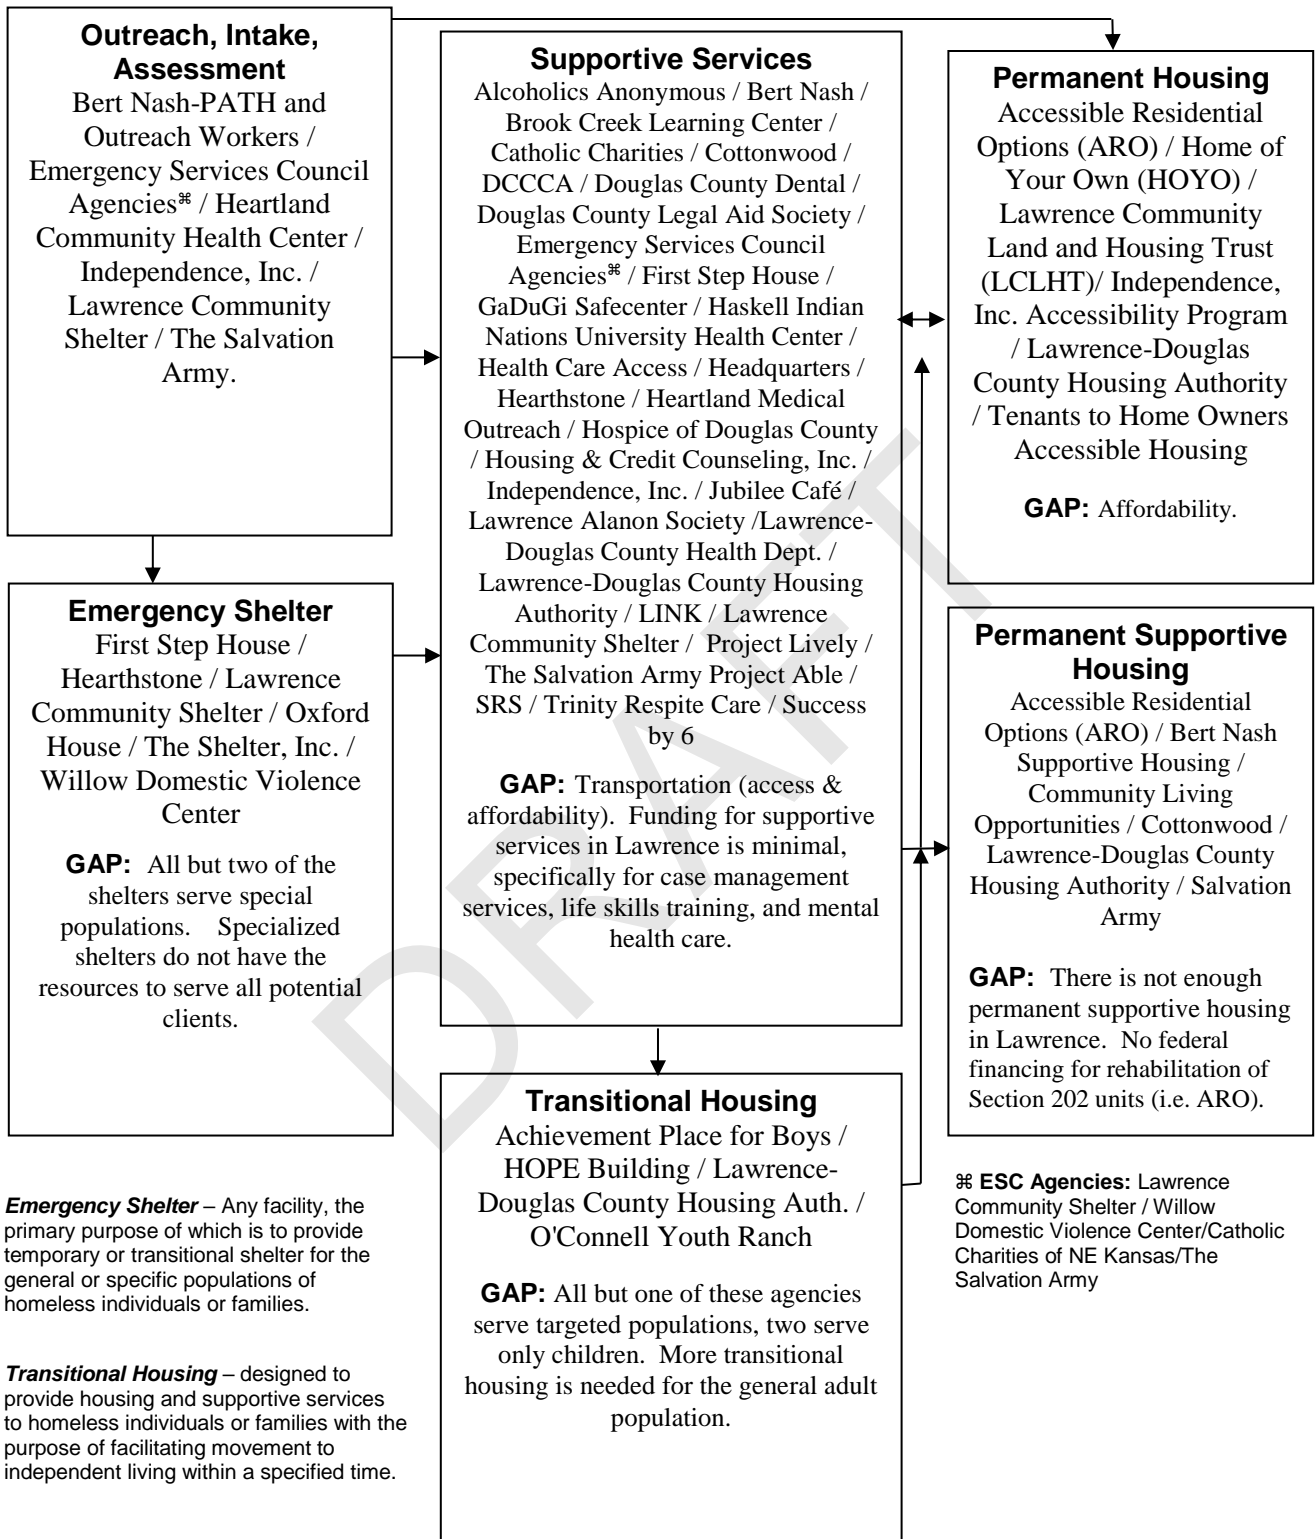 Outreach, Intake,
Assessment
Bert Nash-PATH and
Outreach Workers /
Emergency Services Council
Agencies⌘ / Heartland
Community Health Center /
Independence, Inc. /
Lawrence Community
Shelter / The Salvation
Army.
Emergency Shelter
First Step House /
Hearthstone / Lawrence
Community Shelter / Oxford
House / The Shelter, Inc. /
Willow Domestic Violence
Center
GAP: All but two of the
shelters serve special
populations. Specialized
shelters do not have the
resources to serve all potential
clients.
Supportive Services
Alcoholics Anonymous / Bert Nash /
Brook Creek Learning Center /
Catholic Charities / Cottonwood /
DCCCA / Douglas County Dental /
Douglas County Legal Aid Society /
Emergency Services Council
Agencies⌘ / First Step House /
GaDuGi Safecenter / Haskell Indian
Nations University Health Center /
Health Care Access / Headquarters /
Hearthstone / Heartland Medical
Outreach / Hospice of Douglas County
/ Housing & Credit Counseling, Inc. /
Independence, Inc. / Jubilee Café /
Lawrence Alanon Society /Lawrence-
Douglas County Health Dept. /
Lawrence-Douglas County Housing
Authority / LINK / Lawrence
Community Shelter / Project Lively /
The Salvation Army Project Able /
SRS / Trinity Respite Care / Success
by 6
GAP: Transportation (access &
affordability). Funding for supportive
services in Lawrence is minimal,
specifically for case management
services, life skills training, and mental
health care.
Transitional Housing
Achievement Place for Boys /
HOPE Building / Lawrence-
Douglas County Housing Auth. /
O'Connell Youth Ranch
GAP: All but one of these agencies
serve targeted populations, two serve
only children. More transitional
housing is needed for the general adult
population.
Permanent Housing
Accessible Residential
Options (ARO) / Home of
Your Own (HOYO) /
Lawrence Community
Land and Housing Trust
(LCLHT)/ Independence,
Inc. Accessibility Program
/ Lawrence-Douglas
County Housing Authority
/ Tenants to Home Owners
Accessible Housing
GAP: Affordability.
Permanent Supportive
Housing
Accessible Residential
Options (ARO) / Bert Nash
Supportive Housing /
Community Living
Opportunities / Cottonwood /
Lawrence-Douglas County
Housing Authority / Salvation
Army
GAP: There is not enough
permanent supportive housing
in Lawrence. No federal
financing for rehabilitation of
Section 202 units (i.e. ARO).
Emergency Shelter – Any facility, the
primary purpose of which is to provide
temporary or transitional shelter for the
general or specific populations of
homeless individuals or families.
Transitional Housing – designed to
provide housing and supportive services
to homeless individuals or families with the
purpose of facilitating movement to
independent living within a specified time.
⌘ ESC Agencies: Lawrence
Community Shelter / Willow
Domestic Violence Center/Catholic
Charities of NE Kansas/The
Salvation Army
DRAFT